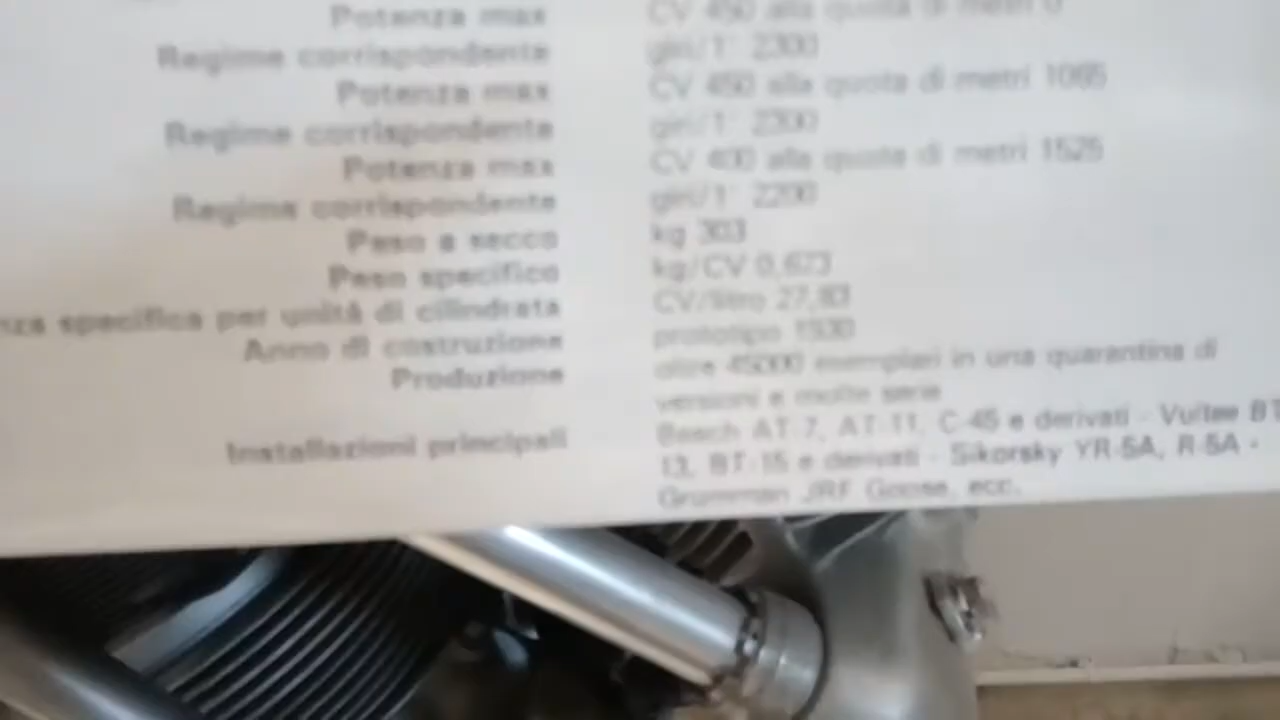 Potenza max CV 450 alla quota di metri 0
Regime corrispondente giri/1' 2300
Potenza max CV 450 alla quota di metri 1065
Regime corrispondente giri/1' 2300
Potenza max CV 400 alla quota di metri 1525
Regime corrispondente giri/1' 2200
Peso a secco kg 303
Peso specifico kg/CV 0,673
nza specifica per unità di cilindrata CV/litro 27,83
Anno di costruzione prototipo 1930
Produzione oltre 45000 esemplari in una quarantina di
versioni e molte serie
Installazioni principali Beech AT-7, AT-11, C-45 e derivati - Vultee BT
13, BT-15 e derivati - Sikorsky YR-5A, R-5A -
Grumman JRF Goose, ecc.